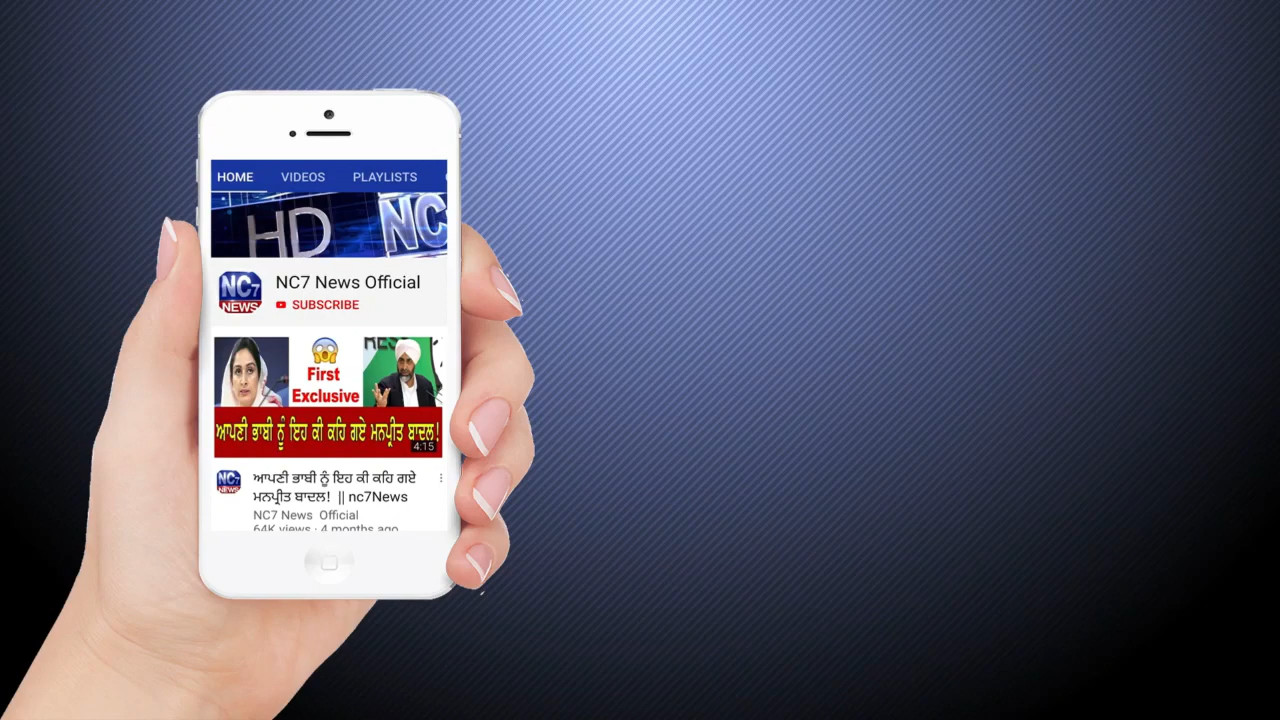 HOME VIDEOS PLAYLISTS
HD NC
NC7 NEWS
NC7 News Official
SUBSCRIBE
First
Exclusive
ਆਪਣੀ ਭਾਬੀ ਨੂੰ ਇਹ ਕੀ ਕਹਿ ਗਏ ਮਨਪ੍ਰੀਤ ਬਾਦਲ!
4:15
NC7 NEWS
ਆਪਣੀ ਭਾਬੀ ਨੂੰ ਇਹ ਕੀ ਕਹਿ ਗਏ
ਮਨਪ੍ਰੀਤ ਬਾਦਲ! || nc7News
NC7 News Official
64K views · 4 months ago